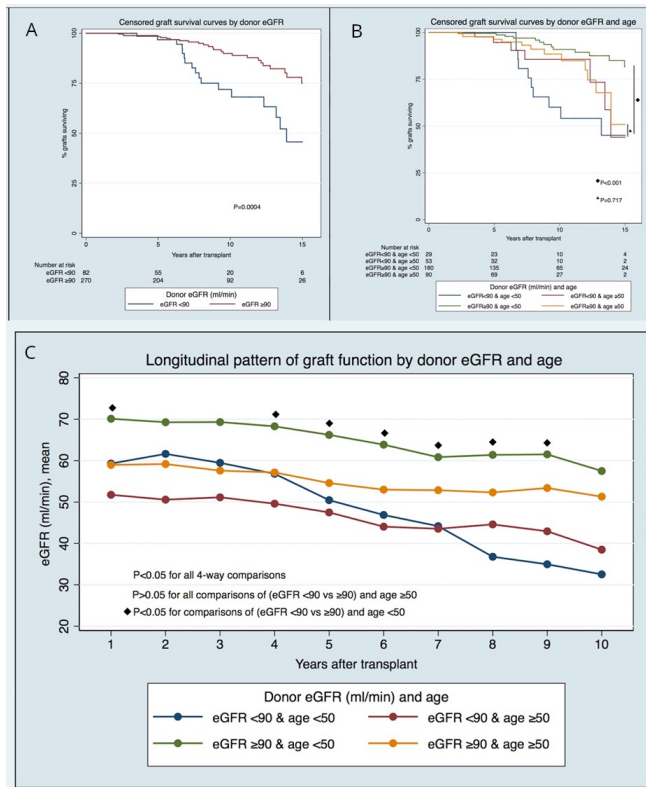 A
Censored graft survival curves by donor eGFR
% grafts surviving
100
75
50
25
0
P=0.0004
0 5 10 15
Years after transplant
Number at risk
eGFR <90 82 55 20 6
eGFR ≥90 270 204 92 26
Donor eGFR (ml/min)
eGFR <90 eGFR ≥90
B
Censored graft survival curves by donor eGFR and age
% grafts surviving
100
75
50
25
0
P<0.001
P=0.717
0 5 10 15
Years after transplant
Number at risk
eGFR<90 & age <50 29 23 10 4
eGFR<90 & age ≥50 53 32 10 2
eGFR≥90 & age <50 180 135 65 24
eGFR≥90 & age ≥50 90 69 27 2
Donor eGFR (ml/min) and age
eGFR<90 & age <50 eGFR<90 & age ≥50
eGFR≥90 & age <50 eGFR≥90 & age ≥50
C
Longitudinal pattern of graft function by donor eGFR and age
eGFR (ml/min), mean
80
70
60
50
40
30
20
P<0.05 for all 4-way comparisons
P>0.05 for all comparisons of (eGFR <90 vs ≥90) and age ≥50
◆ P<0.05 for comparisons of (eGFR <90 vs ≥90) and age <50
1 2 3 4 5 6 7 8 9 10
Years after transplant
Donor eGFR (ml/min) and age
eGFR <90 & age <50 eGFR <90 & age ≥50
eGFR ≥90 & age <50 eGFR ≥90 & age ≥50